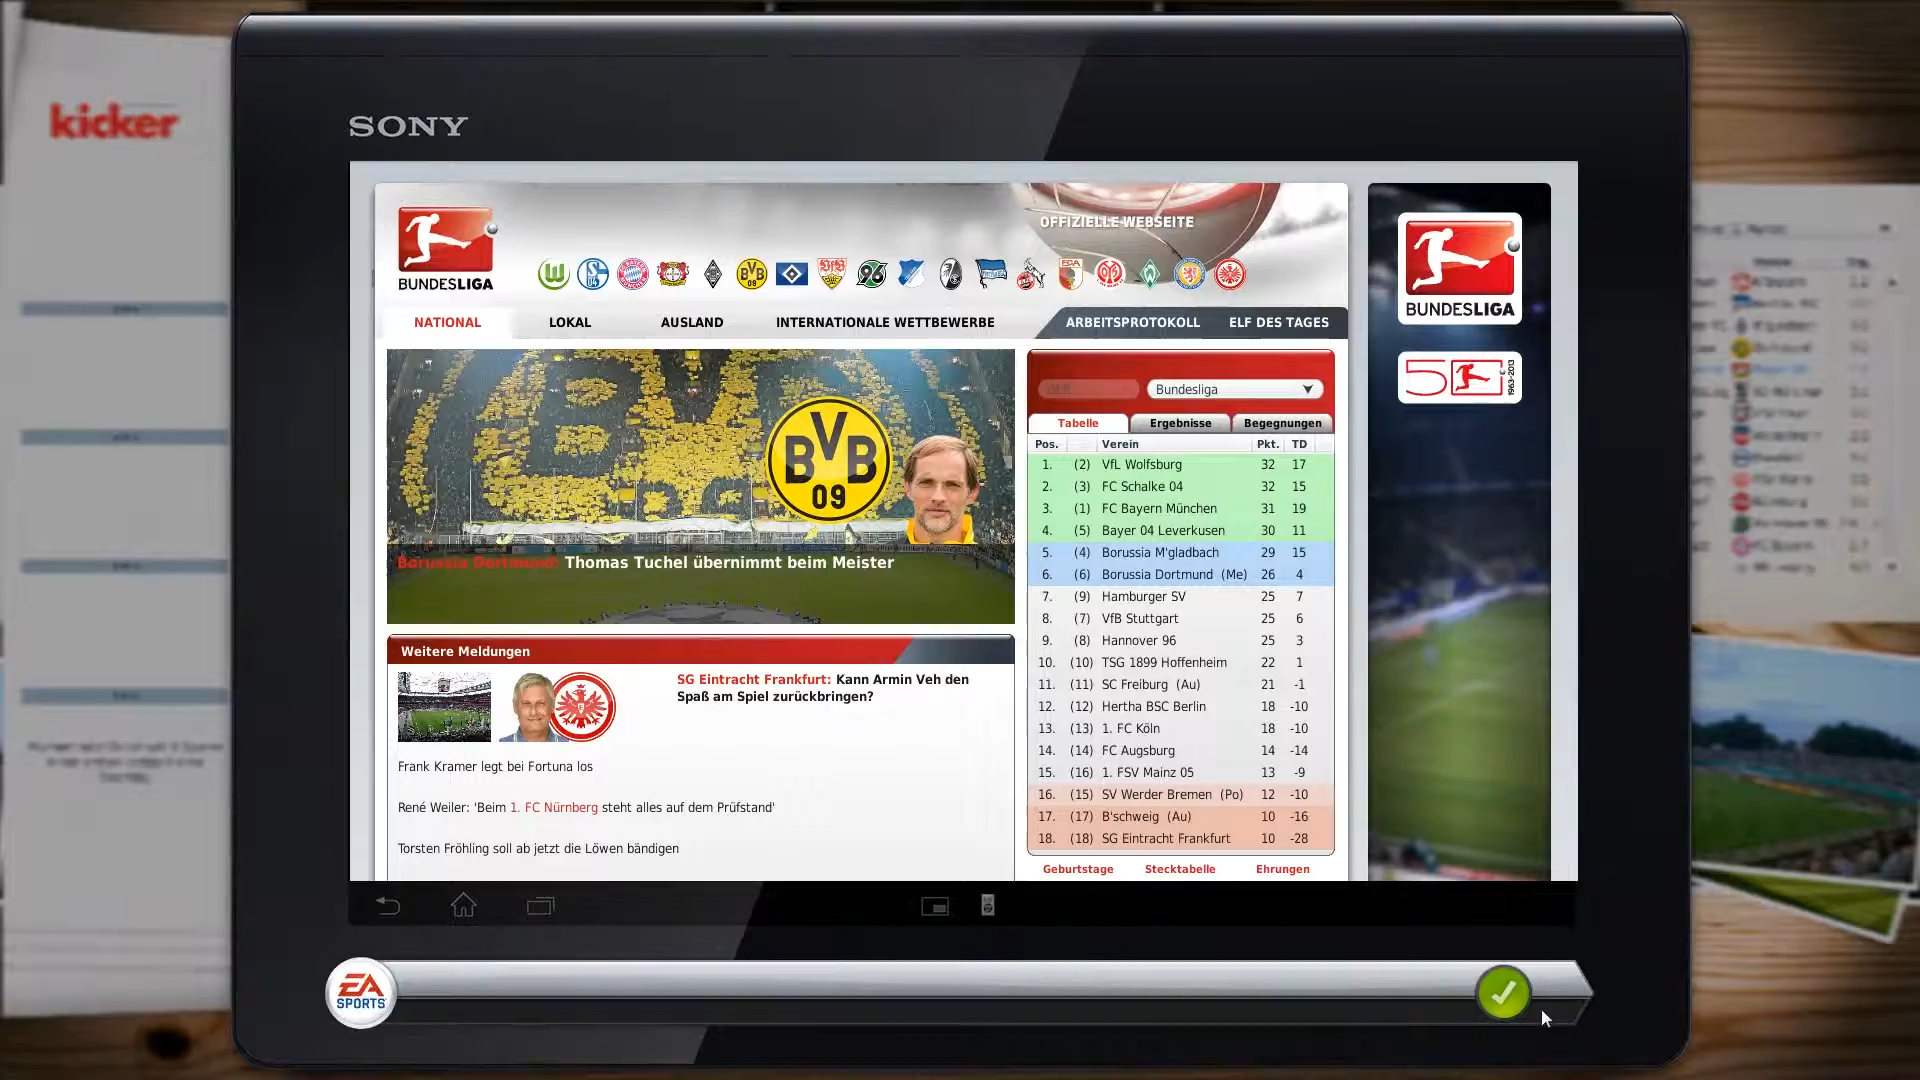 kicker
SONY
OFFIZIELLE WEBSEITE
BUNDESLIGA
NATIONAL
LOKAL
AUSLAND
INTERNATIONALE WETTBEWERBE
ARBEITSPROTOKOLL
ELF DES TAGES
BVB
09
Borussia Dortmund: Thomas Tuchel übernimmt beim Meister
Weitere Meldungen
SG Eintracht Frankfurt: Kann Armin Veh den
Spaß am Spiel zurückbringen?
Frank Kramer legt bei Fortuna los
René Weiler: 'Beim 1. FC Nürnberg steht alles auf dem Prüfstand'
Torsten Fröhling soll ab jetzt die Löwen bändigen
Bundesliga
Tabelle Ergebnisse Begegnungen
Pos. Verein Pkt. TD
1. (2) VfL Wolfsburg 32 17
2. (3) FC Schalke 04 32 15
3. (1) FC Bayern München 31 19
4. (5) Bayer 04 Leverkusen 30 11
5. (4) Borussia M'gladbach 29 15
6. (6) Borussia Dortmund (Me) 26 4
7. (9) Hamburger SV 25 7
8. (7) VfB Stuttgart 25 6
9. (8) Hannover 96 25 3
10. (10) TSG 1899 Hoffenheim 22 1
11. (11) SC Freiburg (Au) 21 -1
12. (12) Hertha BSC Berlin 18 -10
13. (13) 1. FC Köln 18 -10
14. (14) FC Augsburg 14 -14
15. (16) 1. FSV Mainz 05 13 -9
16. (15) SV Werder Bremen (Po) 12 -10
17. (17) B'schweig (Au) 10 -16
18. (18) SG Eintracht Frankfurt 10 -28
Geburtstage Stecktabelle Ehrungen
BUNDESLIGA
50
1963-2013
EA
SPORTS